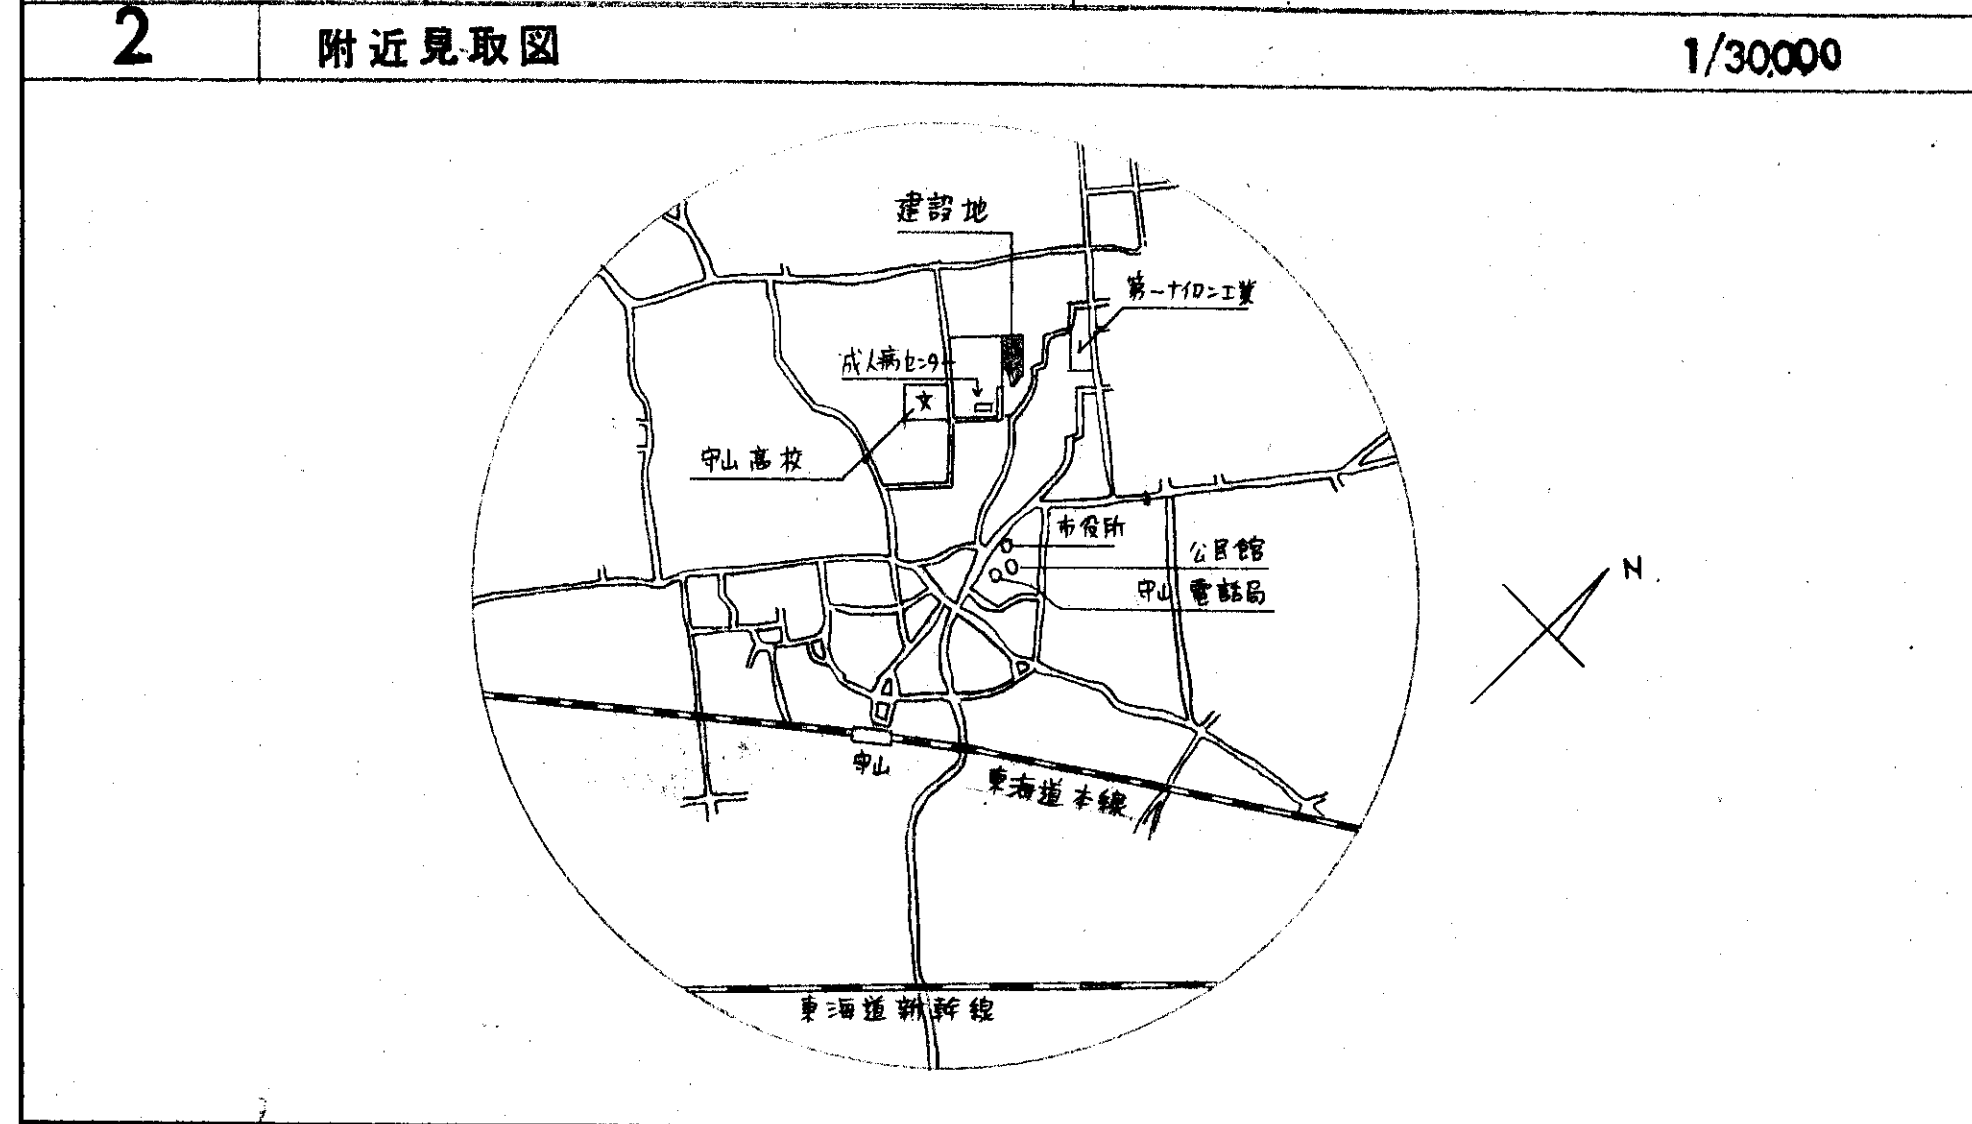 2 附近見取図 1/30,000
建設地
第一ナイロン工業
成人病センター
文
守山高校
市役所
公民館
守山電話局
N
守山
東海道本線
東海道新幹線